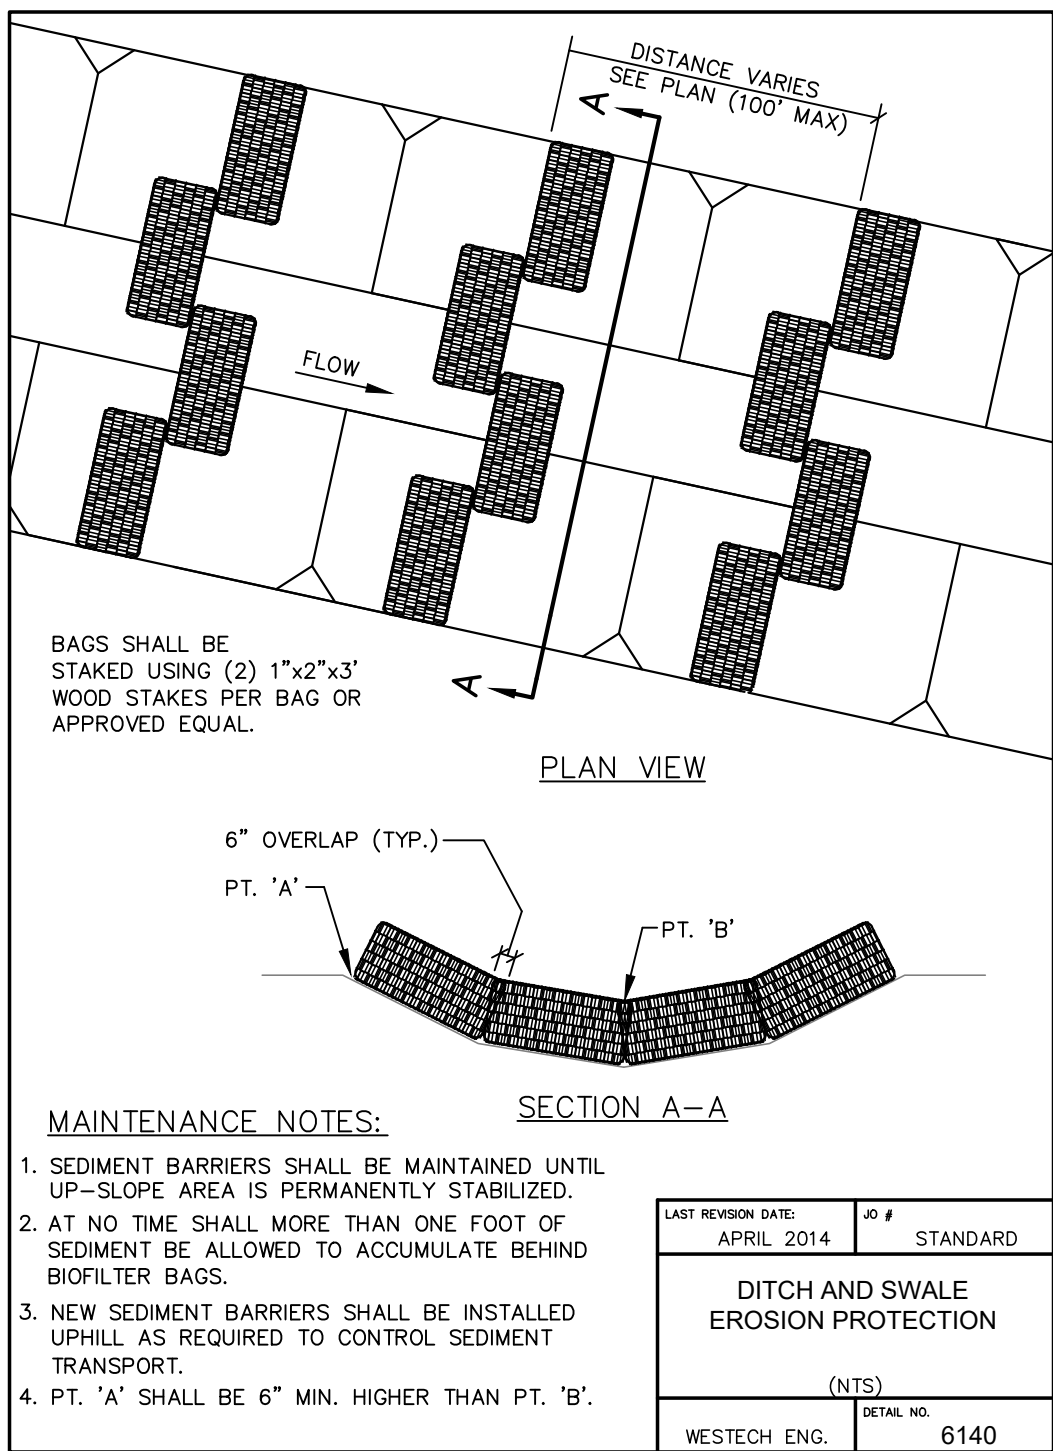 DISTANCE VARIES
SEE PLAN (100' MAX)
A
FLOW
BAGS SHALL BE
STAKED USING (2) 1"x2"x3'
WOOD STAKES PER BAG OR
APPROVED EQUAL.
A
PLAN VIEW
6" OVERLAP (TYP.)
PT. 'A'
PT. 'B'
SECTION A-A
MAINTENANCE NOTES:
1. SEDIMENT BARRIERS SHALL BE MAINTAINED UNTIL
UP-SLOPE AREA IS PERMANENTLY STABILIZED.
2. AT NO TIME SHALL MORE THAN ONE FOOT OF
SEDIMENT BE ALLOWED TO ACCUMULATE BEHIND
BIOFILTER BAGS.
3. NEW SEDIMENT BARRIERS SHALL BE INSTALLED
UPHILL AS REQUIRED TO CONTROL SEDIMENT
TRANSPORT.
4. PT. 'A' SHALL BE 6" MIN. HIGHER THAN PT. 'B'.
LAST REVISION DATE:
APRIL 2014
JO #
STANDARD
DITCH AND SWALE
EROSION PROTECTION
(NTS)
WESTECH ENG.
DETAIL NO.
6140